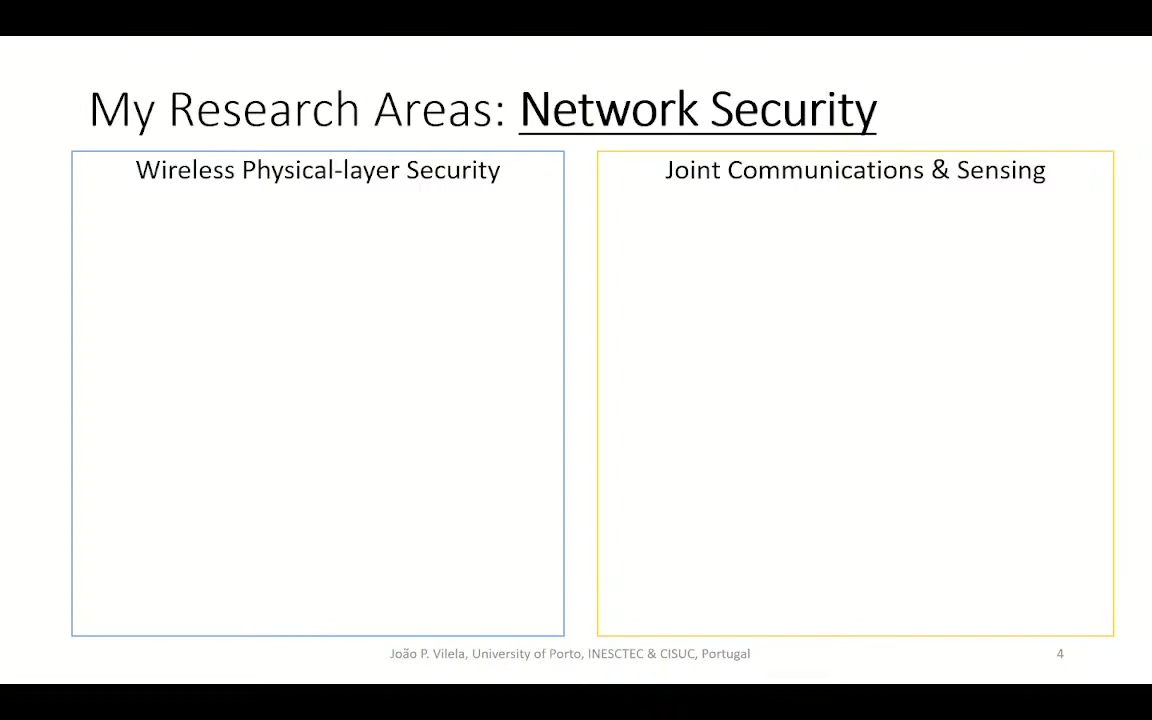 My Research Areas: Network Security
Wireless Physical-layer Security
Joint Communications & Sensing
João P. Vilela, University of Porto, INESCTEC & CISUC, Portugal
4